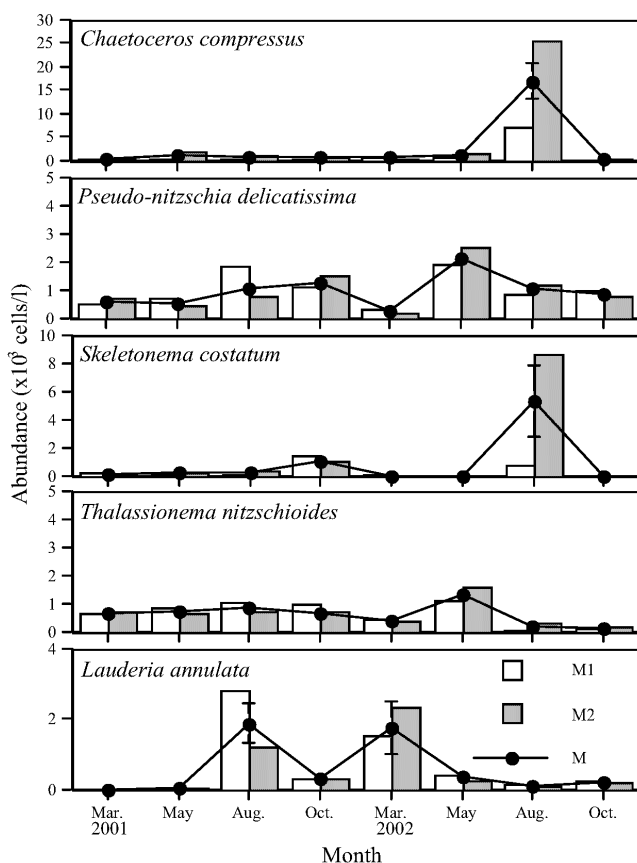 30
25
20
15
10
5
0
Chaetoceros compressus
5
4
3
2
1
0
Pseudo-nitzschia delicatissima
10
8
6
4
2
0
Skeletonema costatum
5
4
3
2
1
0
Thalassionema nitzschioides
4
2
0
Lauderia annulata
M1
M2
M
Abundance (x10³ cells/l)
Mar. May Aug. Oct. Mar. May Aug. Oct.
2001 2002
Month